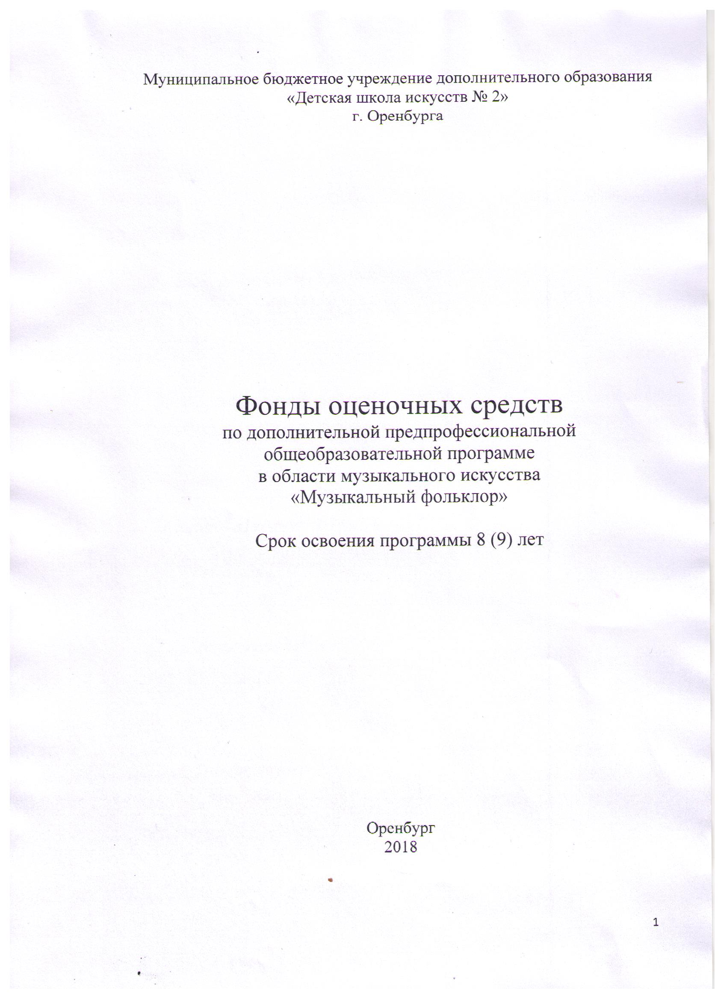 Муниципальное бюджетное учреждение дополнительного образования
«Детская школа искусств № 2»
г. Оренбурга
Фонды оценочных средств
по дополнительной предпрофессиональной
общеобразовательной программе
в области музыкального искусства
«Музыкальный фольклор»
Срок освоения программы 8 (9) лет
Оренбург
2018
1